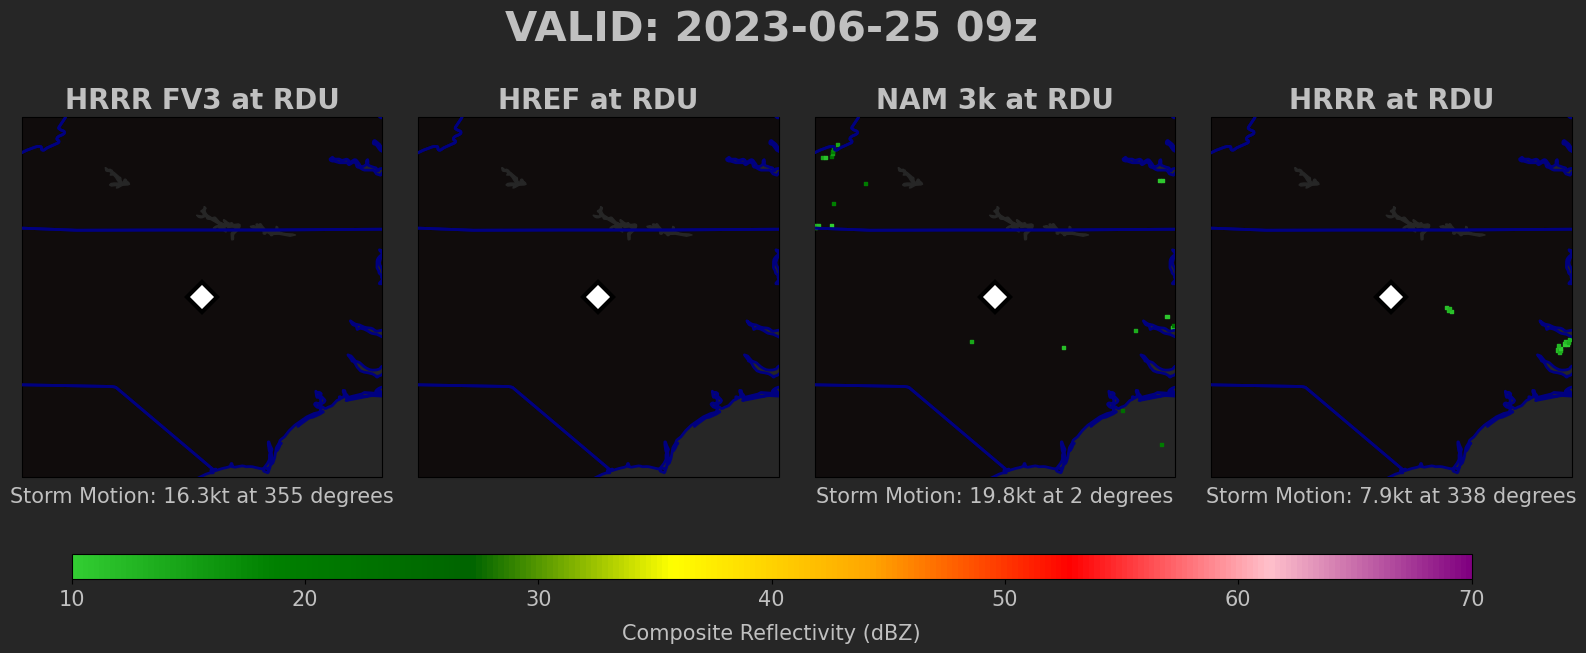 VALID: 2023-06-25 09z
HRRR FV3 at RDU
HREF at RDU
NAM 3k at RDU
HRRR at RDU
Storm Motion: 16.3kt at 355 degrees
Storm Motion: 19.8kt at 2 degrees
Storm Motion: 7.9kt at 338 degrees
10 20 30 40 50 60 70
Composite Reflectivity (dBZ)